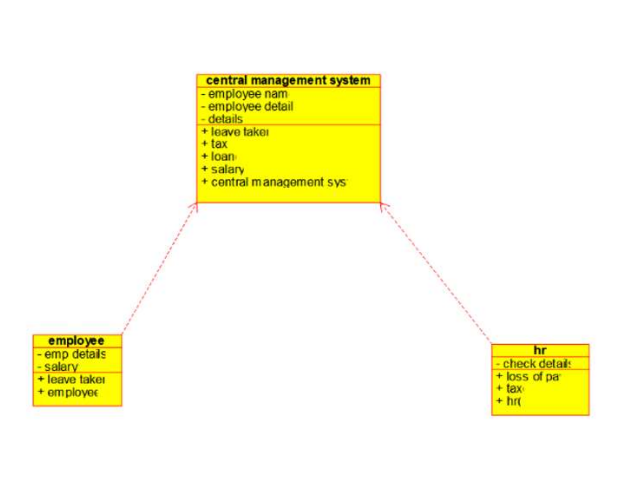 central management system
- employee nam
- employee detail
- details
+ leave taker
+ tax
+ loan
+ salary
+ central management sys
employee
- emp details
- salary
+ leave taker
+ employee
hr
- check details
+ loss of pa
+ tax
+ hr(